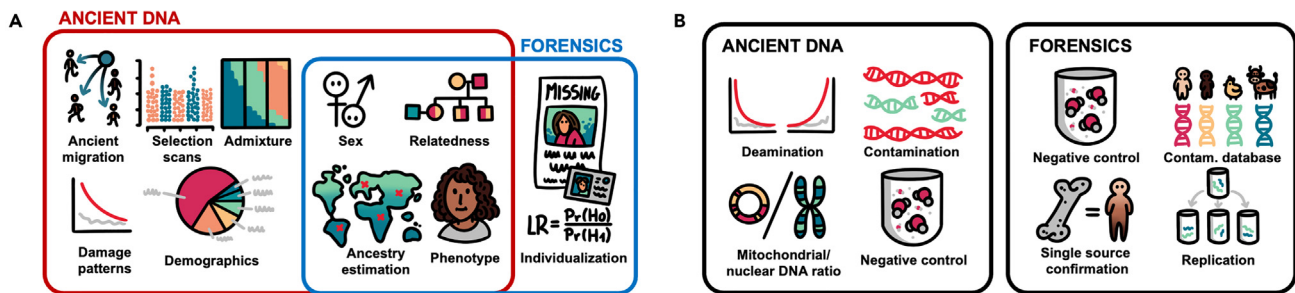 A
ANCIENT DNA
FORENSICS
Ancient
migration
Selection
scans
Admixture
Damage
patterns
Demographics
Sex
Relatedness
Ancestry
estimation
Phenotype
MISSING
LR = Pr(H0)
Pr(H1)
Individualization
B
ANCIENT DNA
Deamination
Contamination
Mitochondrial/
nuclear DNA ratio
Negative control
FORENSICS
Negative control
Contam. database
Single source
confirmation
Replication